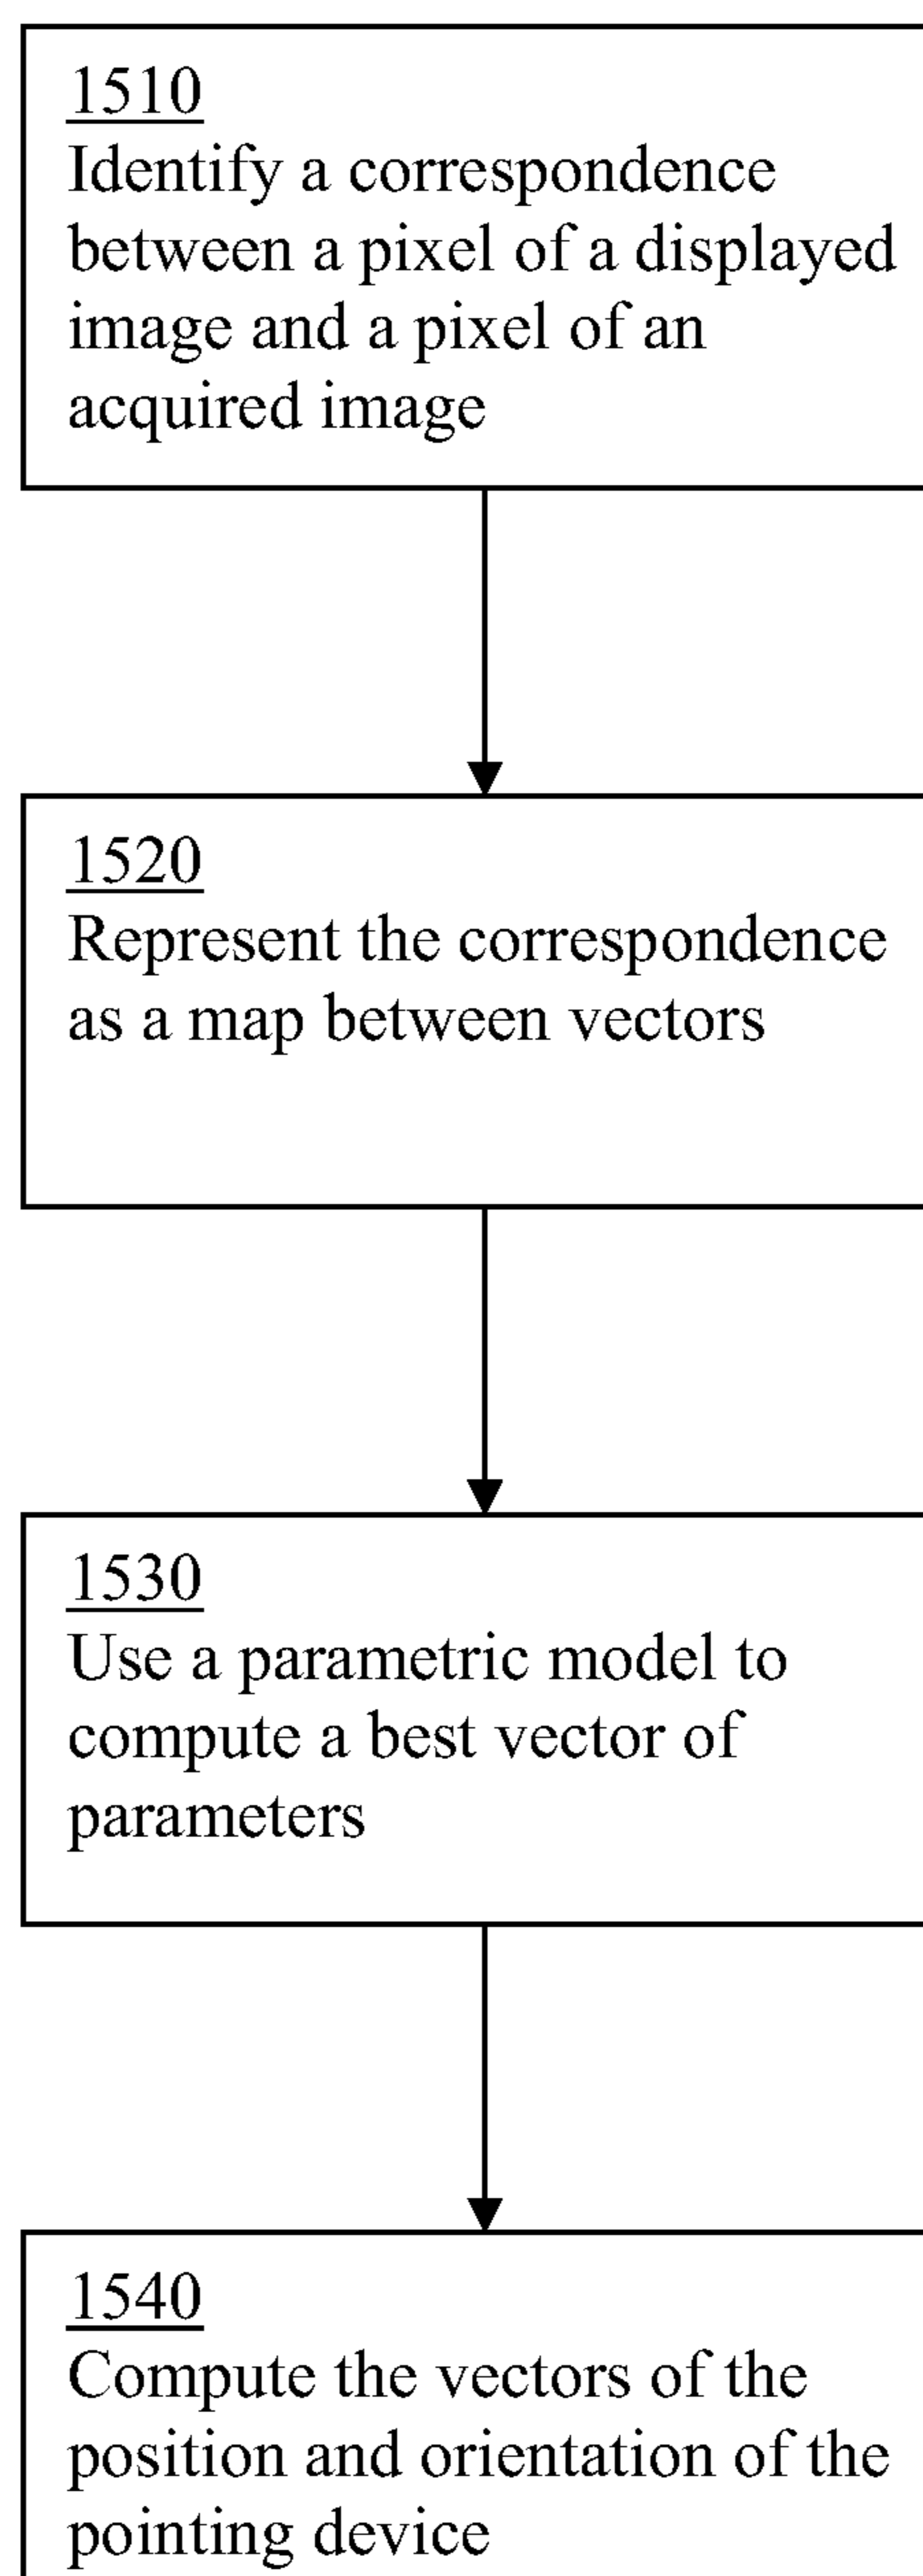 1510
Identify a correspondence
between a pixel of a displayed
image and a pixel of an
acquired image
1520
Represent the correspondence
as a map between vectors
1530
Use a parametric model to
compute a best vector of
parameters
1540
Compute the vectors of the
position and orientation of the
pointing device